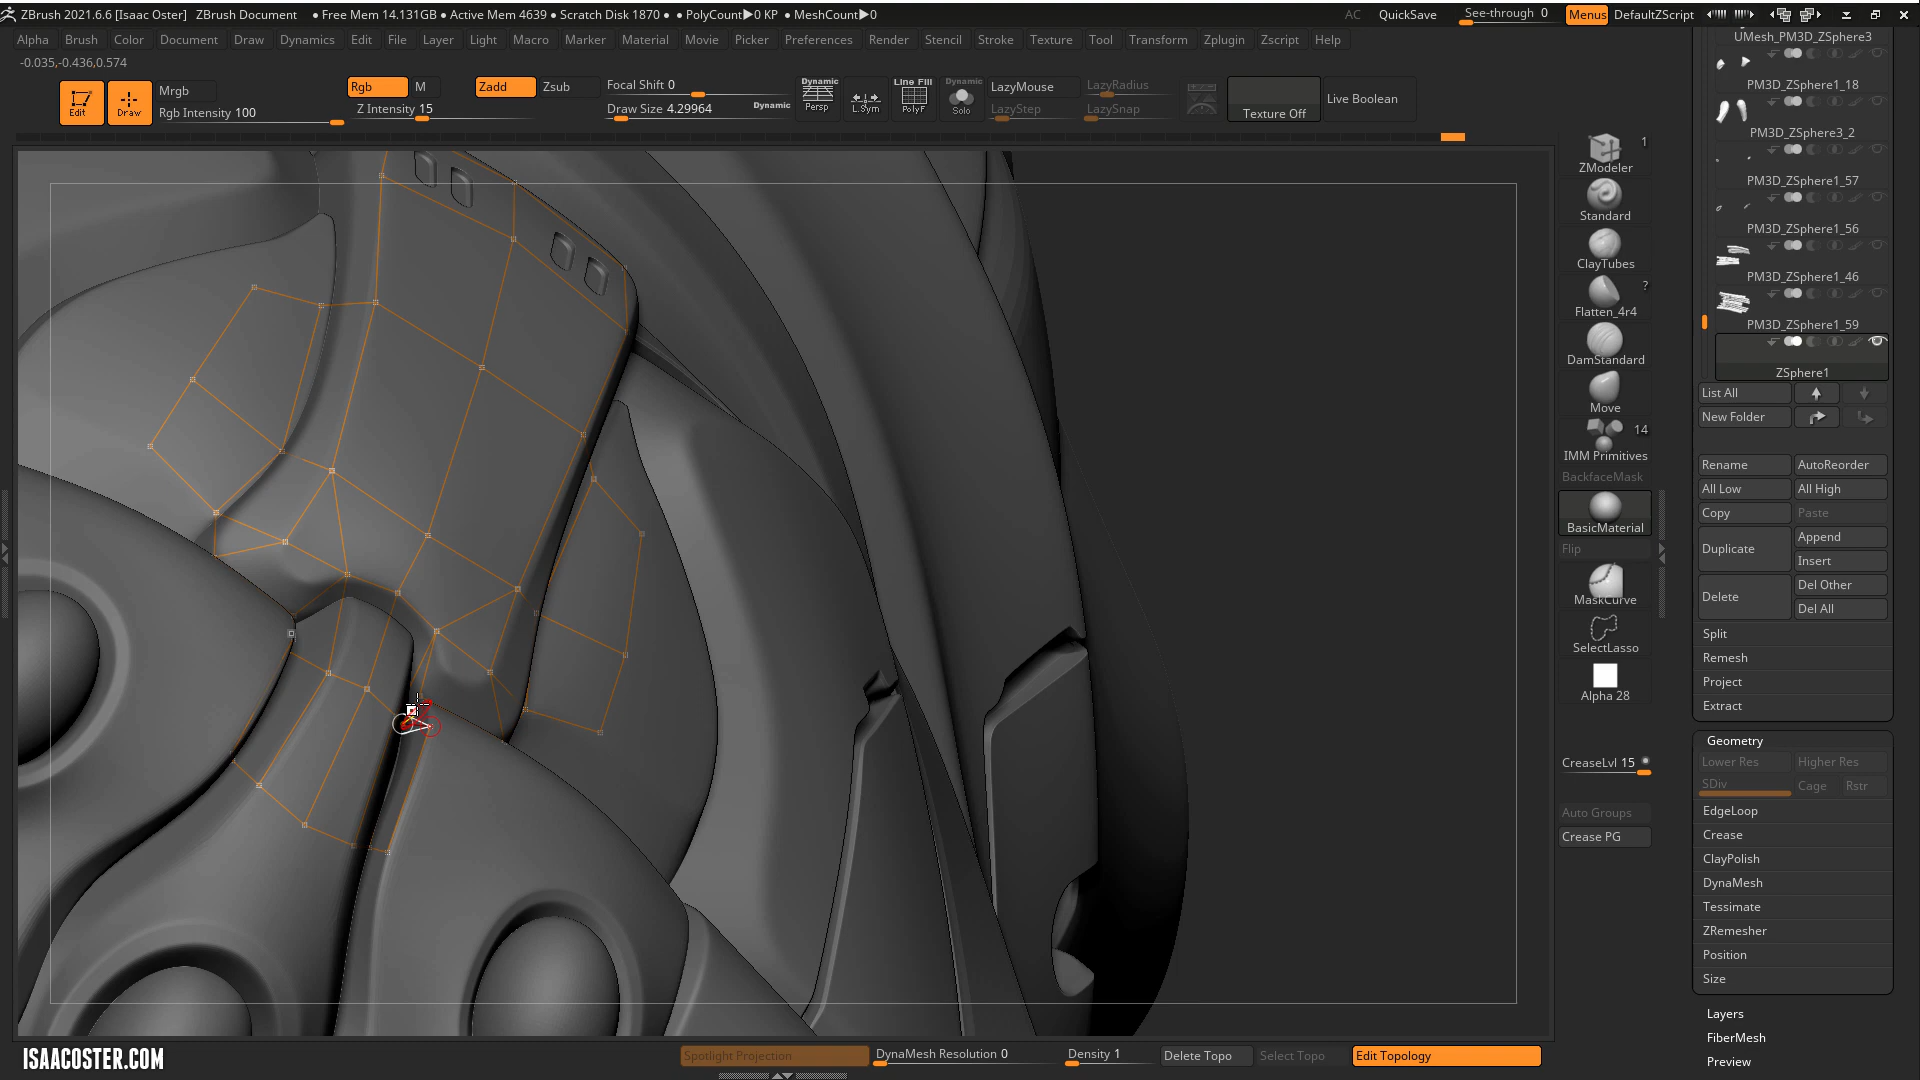 ZBrush 2021.6.6 [Isaac Oster] ZBrush Document • Free Mem 14.131GB • Active Mem 4639 • Scratch Disk 1870 • • PolyCount▶0 KP • MeshCount▶0 AC QuickSave See-through 0 Menus DefaultZScript
Alpha Brush Color Document Draw Dynamics Edit File Layer Light Macro Marker Material Movie Picker Preferences Render Stencil Stroke Texture Tool Transform Zplugin Zscript Help
-0.035,-0.436,0.574
Edit Draw Mrgb Rgb M Zadd Zsub Focal Shift 0 Dynamic Persp L.Sym Line Fill PolyF Dynamic Solo LazyMouse LazyRadius Live Boolean
Rgb Intensity 100 Z Intensity 15 Draw Size 4.29964 Dynamic LazyStep LazySnap Texture Off
ZModeler 1
Standard
ClayTubes
Flatten_4r4 ?
DamStandard
Move
14
IMM Primitives
BackfaceMask
BasicMaterial
Flip
MaskCurve
SelectLasso
Alpha 28
CreaseLvl 15
Auto Groups
Crease PG
UMesh_PM3D_ZSphere3
PM3D_ZSphere1_18
PM3D_ZSphere3_2
PM3D_ZSphere1_57
PM3D_ZSphere1_56
PM3D_ZSphere1_46
PM3D_ZSphere1_59
ZSphere1
List All
New Folder
Rename AutoReorder
All Low All High
Copy Paste
Duplicate Append
Insert
Delete Del Other
Del All
Split
Remesh
Project
Extract
Geometry
Lower Res Higher Res
SDiv Cage Rstr
EdgeLoop
Crease
ClayPolish
DynaMesh
Tessimate
ZRemesher
Position
Size
Layers
FiberMesh
Preview
ISAACOSTER.COM
Spotlight Projection DynaMesh Resolution 0 Density 1 Delete Topo Select Topo Edit Topology